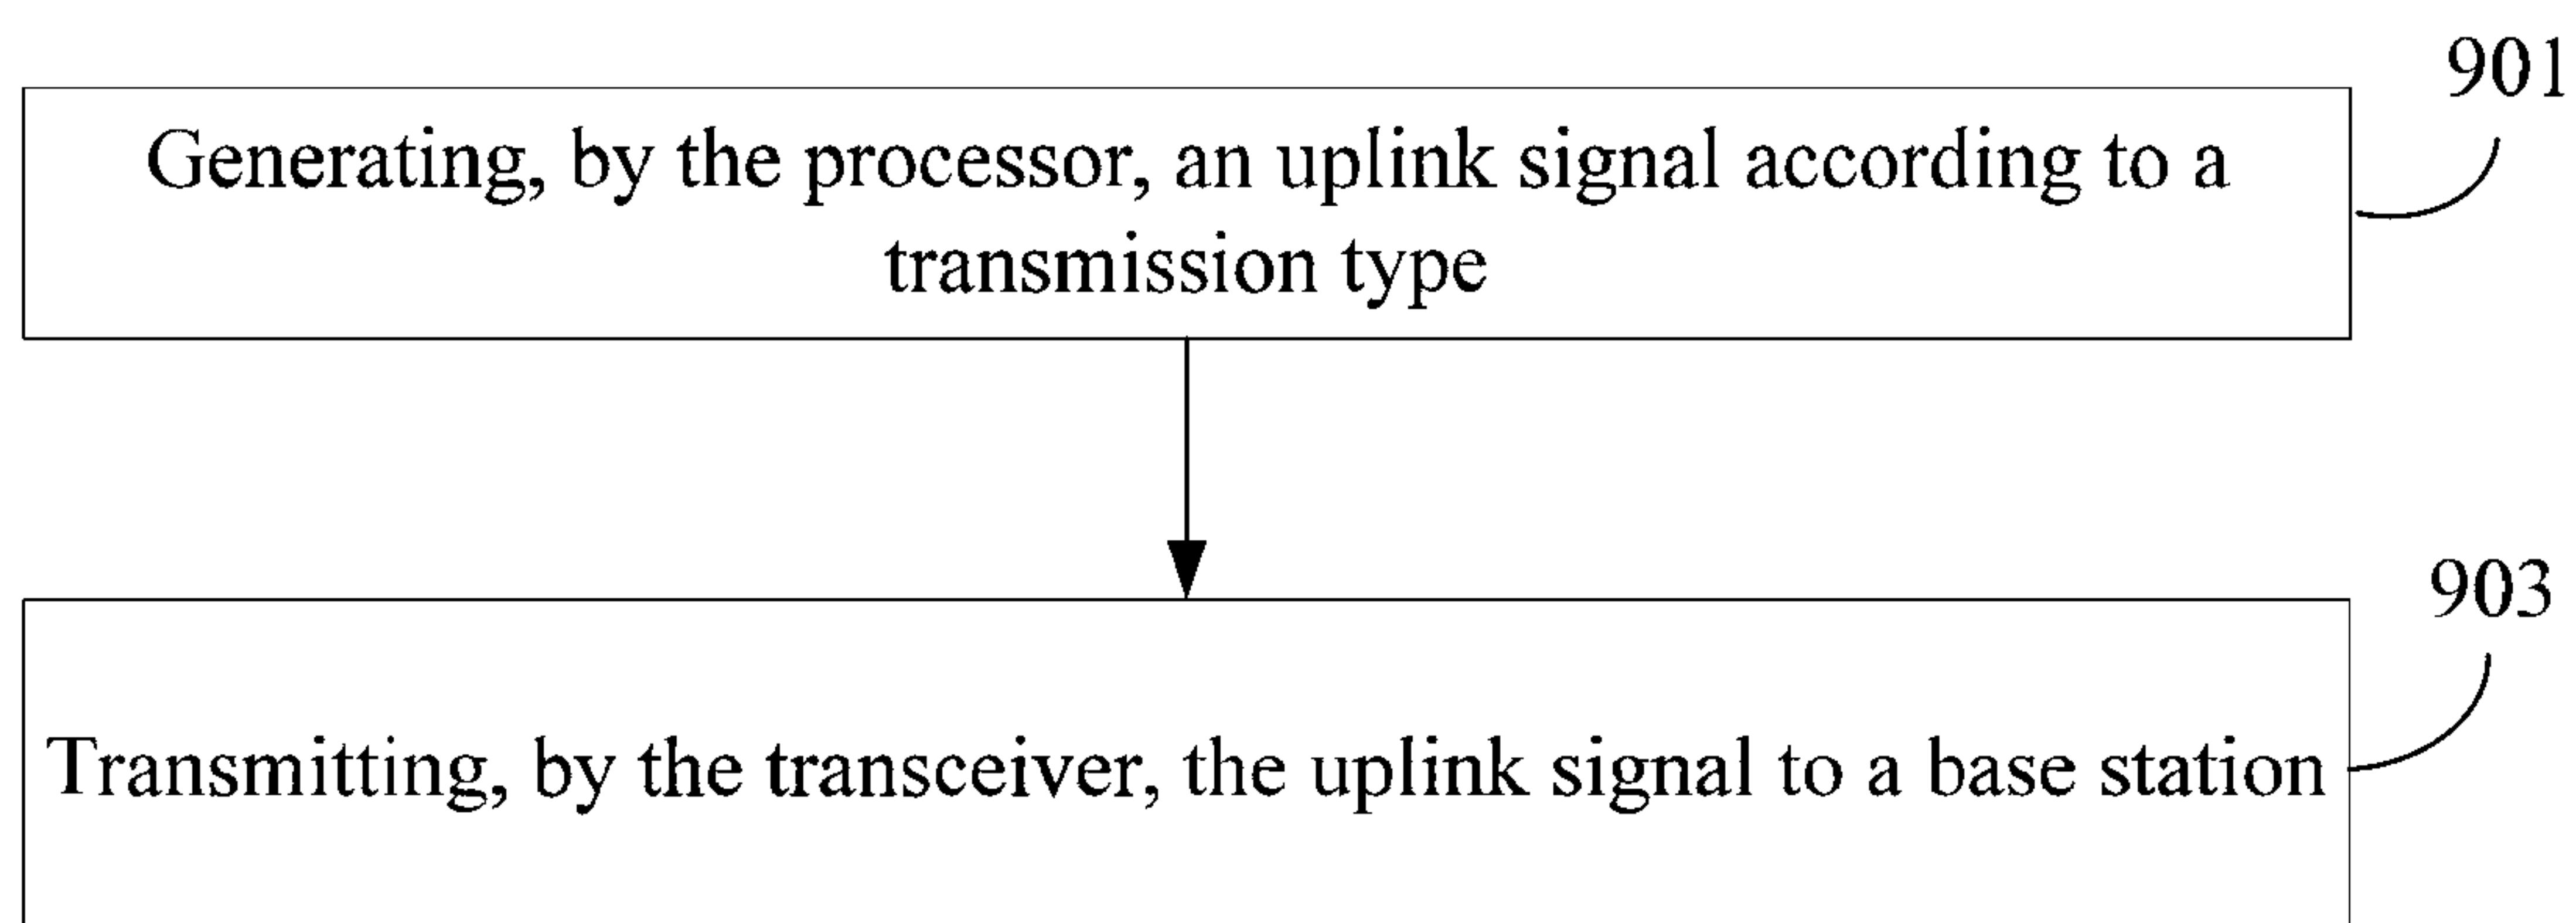 901
Generating, by the processor, an uplink signal according to a
transmission type
903
Transmitting, by the transceiver, the uplink signal to a base station